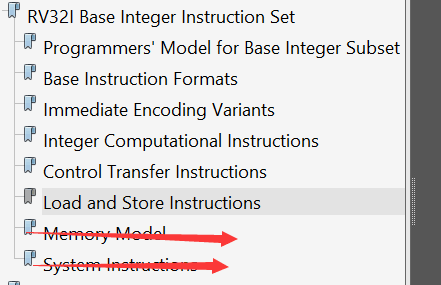 RV32I Base Integer Instruction Set
Programmers' Model for Base Integer Subset
Base Instruction Formats
Immediate Encoding Variants
Integer Computational Instructions
Control Transfer Instructions
Load and Store Instructions
Memory Model
System Instructions